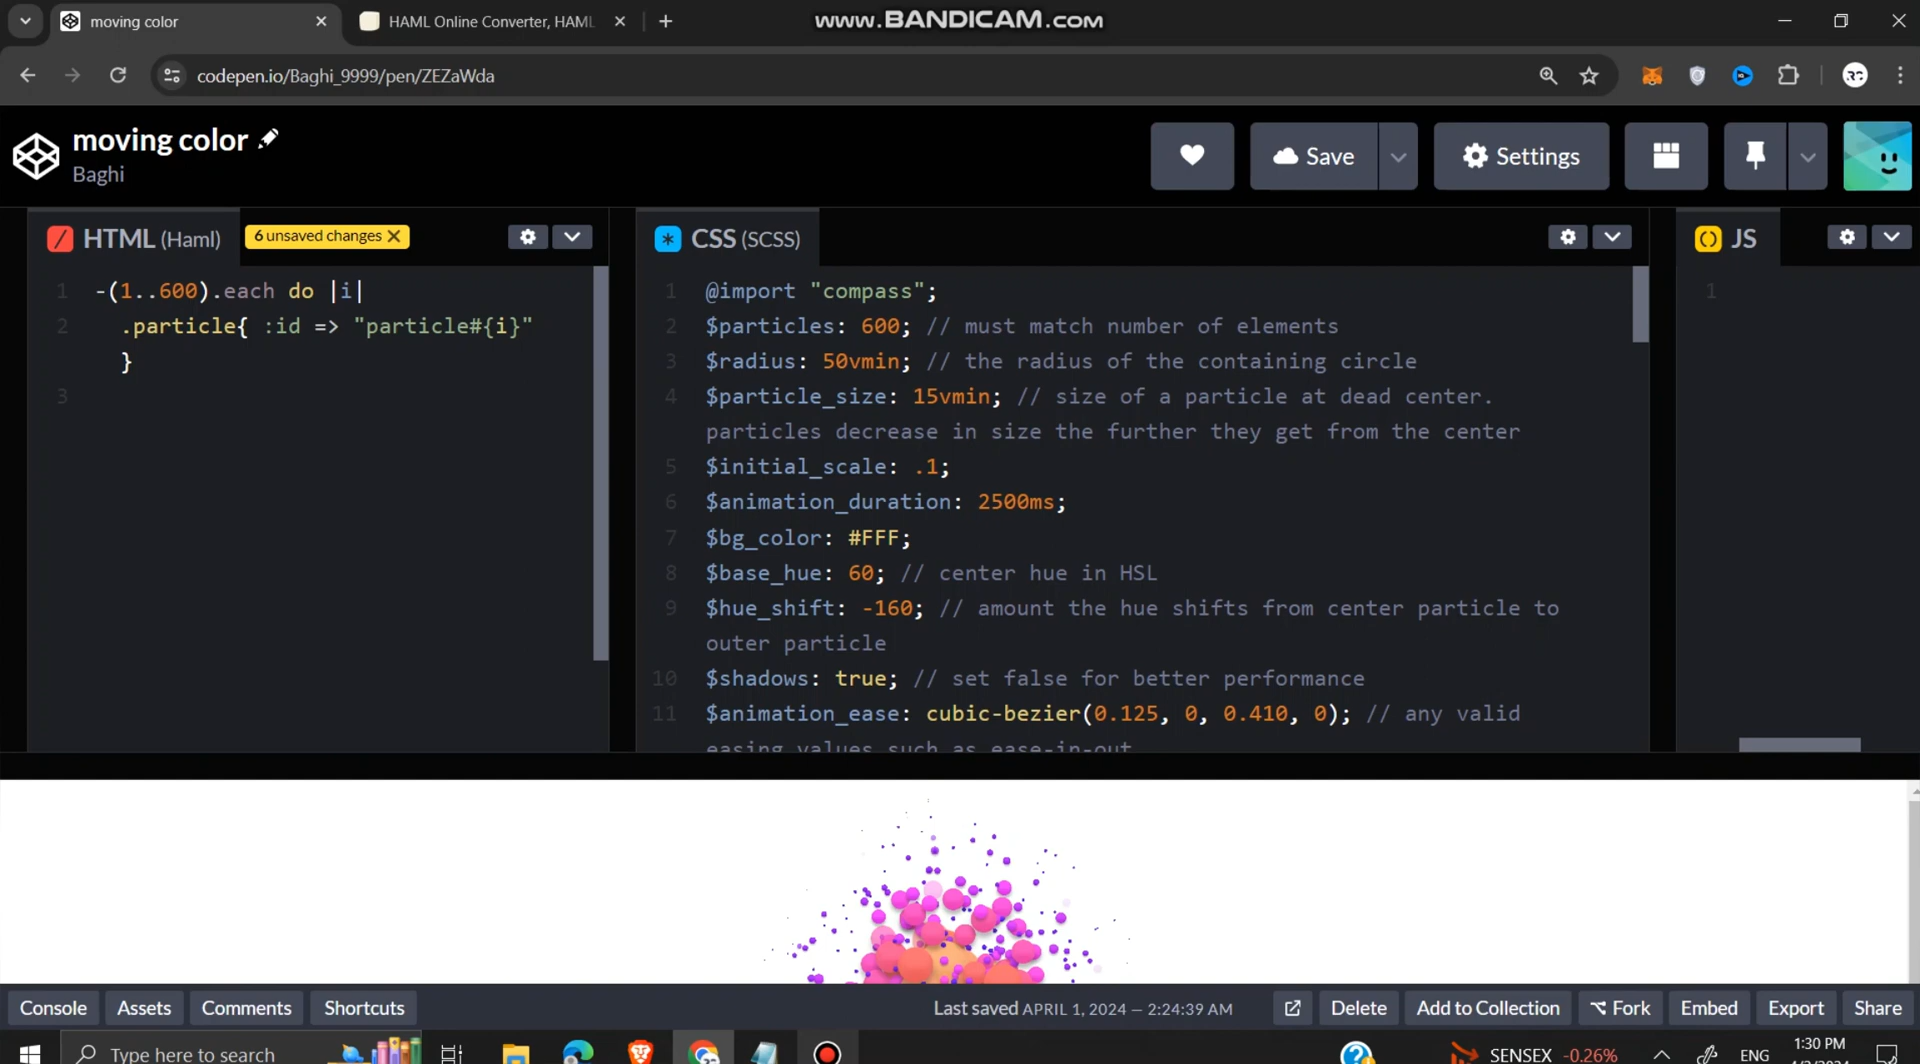 moving color
HAML Online Converter, HAML
www.BANDICAM.com
codepen.io/Baghi_9999/pen/ZEZaWda
RC
moving color
Baghi
Save
Settings
HTML (Haml)
6 unsaved changes X
CSS (SCSS)
JS
1 -(1..600).each do |i|
2 .particle{ :id => "particle#{i}"
}
3
1 @import "compass";
2 $particles: 600; // must match number of elements
3 $radius: 50vmin; // the radius of the containing circle
4 $particle_size: 15vmin; // size of a particle at dead center.
particles decrease in size the further they get from the center
5 $initial_scale: .1;
6 $animation_duration: 2500ms;
7 $bg_color: #FFF;
8 $base_hue: 60; // center hue in HSL
9 $hue_shift: -160; // amount the hue shifts from center particle to
outer particle
10 $shadows: true; // set false for better performance
11 $animation_ease: cubic-bezier(0.125, 0, 0.410, 0); // any valid
easing values such as ease-in-out
1
Console
Assets
Comments
Shortcuts
Last saved APRIL 1, 2024 — 2:24:39 AM
Delete
Add to Collection
Fork
Embed
Export
Share
Type here to search
SENSEX -0.26%
ENG
1:30 PM